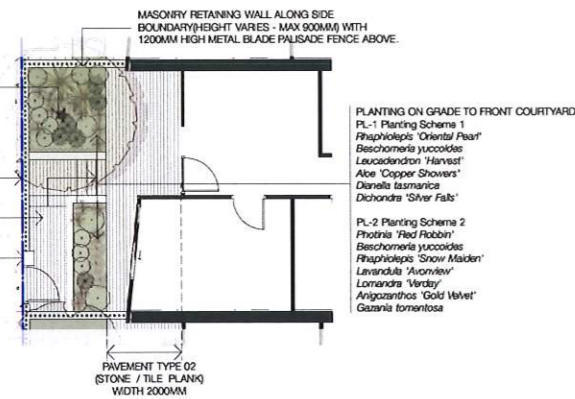 MASONRY RETAINING WALL ALONG SIDE
BOUNDARY(HEIGHT VARIES - MAX 900MM) WITH
1200MM HIGH METAL BLADE PALISADE FENCE ABOVE.
PLANTING ON GRADE TO FRONT COURTYARD
PL-1 Planting Scheme 1
Rhaphiolepis 'Oriental Pearl'
Beschorneria yuccoides
Leucadendron 'Harvest'
Aloe 'Copper Showers'
Dianella tasmanica
Dichondra 'Silver Falls'
PL-2 Planting Scheme 2
Photinia 'Red Robbin'
Beschorneria yuccoides
Rhaphiolepis 'Snow Maiden'
Lavandula 'Avonview'
Lomandra 'Verday'
Anigozanthos 'Gold Velvet'
Gazania tomentosa
PAVEMENT TYPE 02
(STONE / TILE PLANK)
WIDTH 2000MM